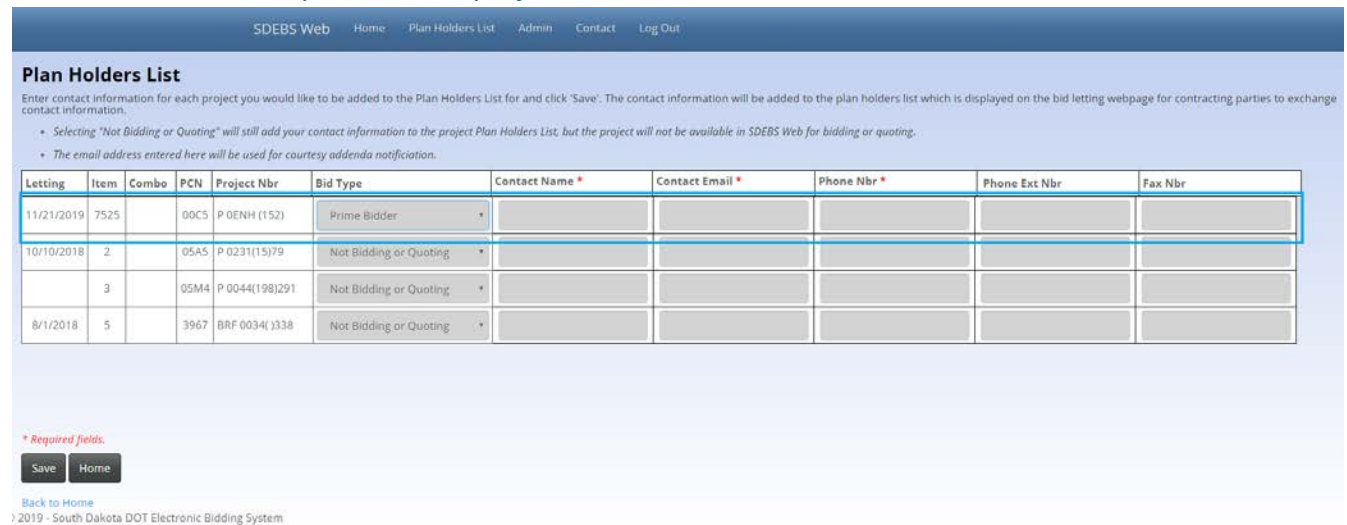 SDEBS Web Home Plan Holders List Admin Contact Log Out
Plan Holders List
Enter contact information for each project you would like to be added to the Plan Holders List for and click 'Save'. The contact information will be added to the plan holders list which is displayed on the bid letting webpage for contracting parties to exchange
contact information.
• Selecting "Not Bidding or Quoting" will still add your contact information to the project Plan Holders List, but the project will not be available in SDEBS Web for bidding or quoting.
• The email address entered here will be used for courtesy addenda notificiation.
Letting Item Combo PCN Project Nbr Bid Type Contact Name * Contact Email * Phone Nbr * Phone Ext Nbr Fax Nbr
11/21/2019 7525 00C5 P 0ENH (152) Prime Bidder
10/10/2018 2 05A5 P 0231(15)79 Not Bidding or Quoting
3 05M4 P 0044(198)291 Not Bidding or Quoting
8/1/2018 5 3967 BRF 0034( )338 Not Bidding or Quoting
* Required fields.
Save Home
Back to Home
2019 - South Dakota DOT Electronic Bidding System